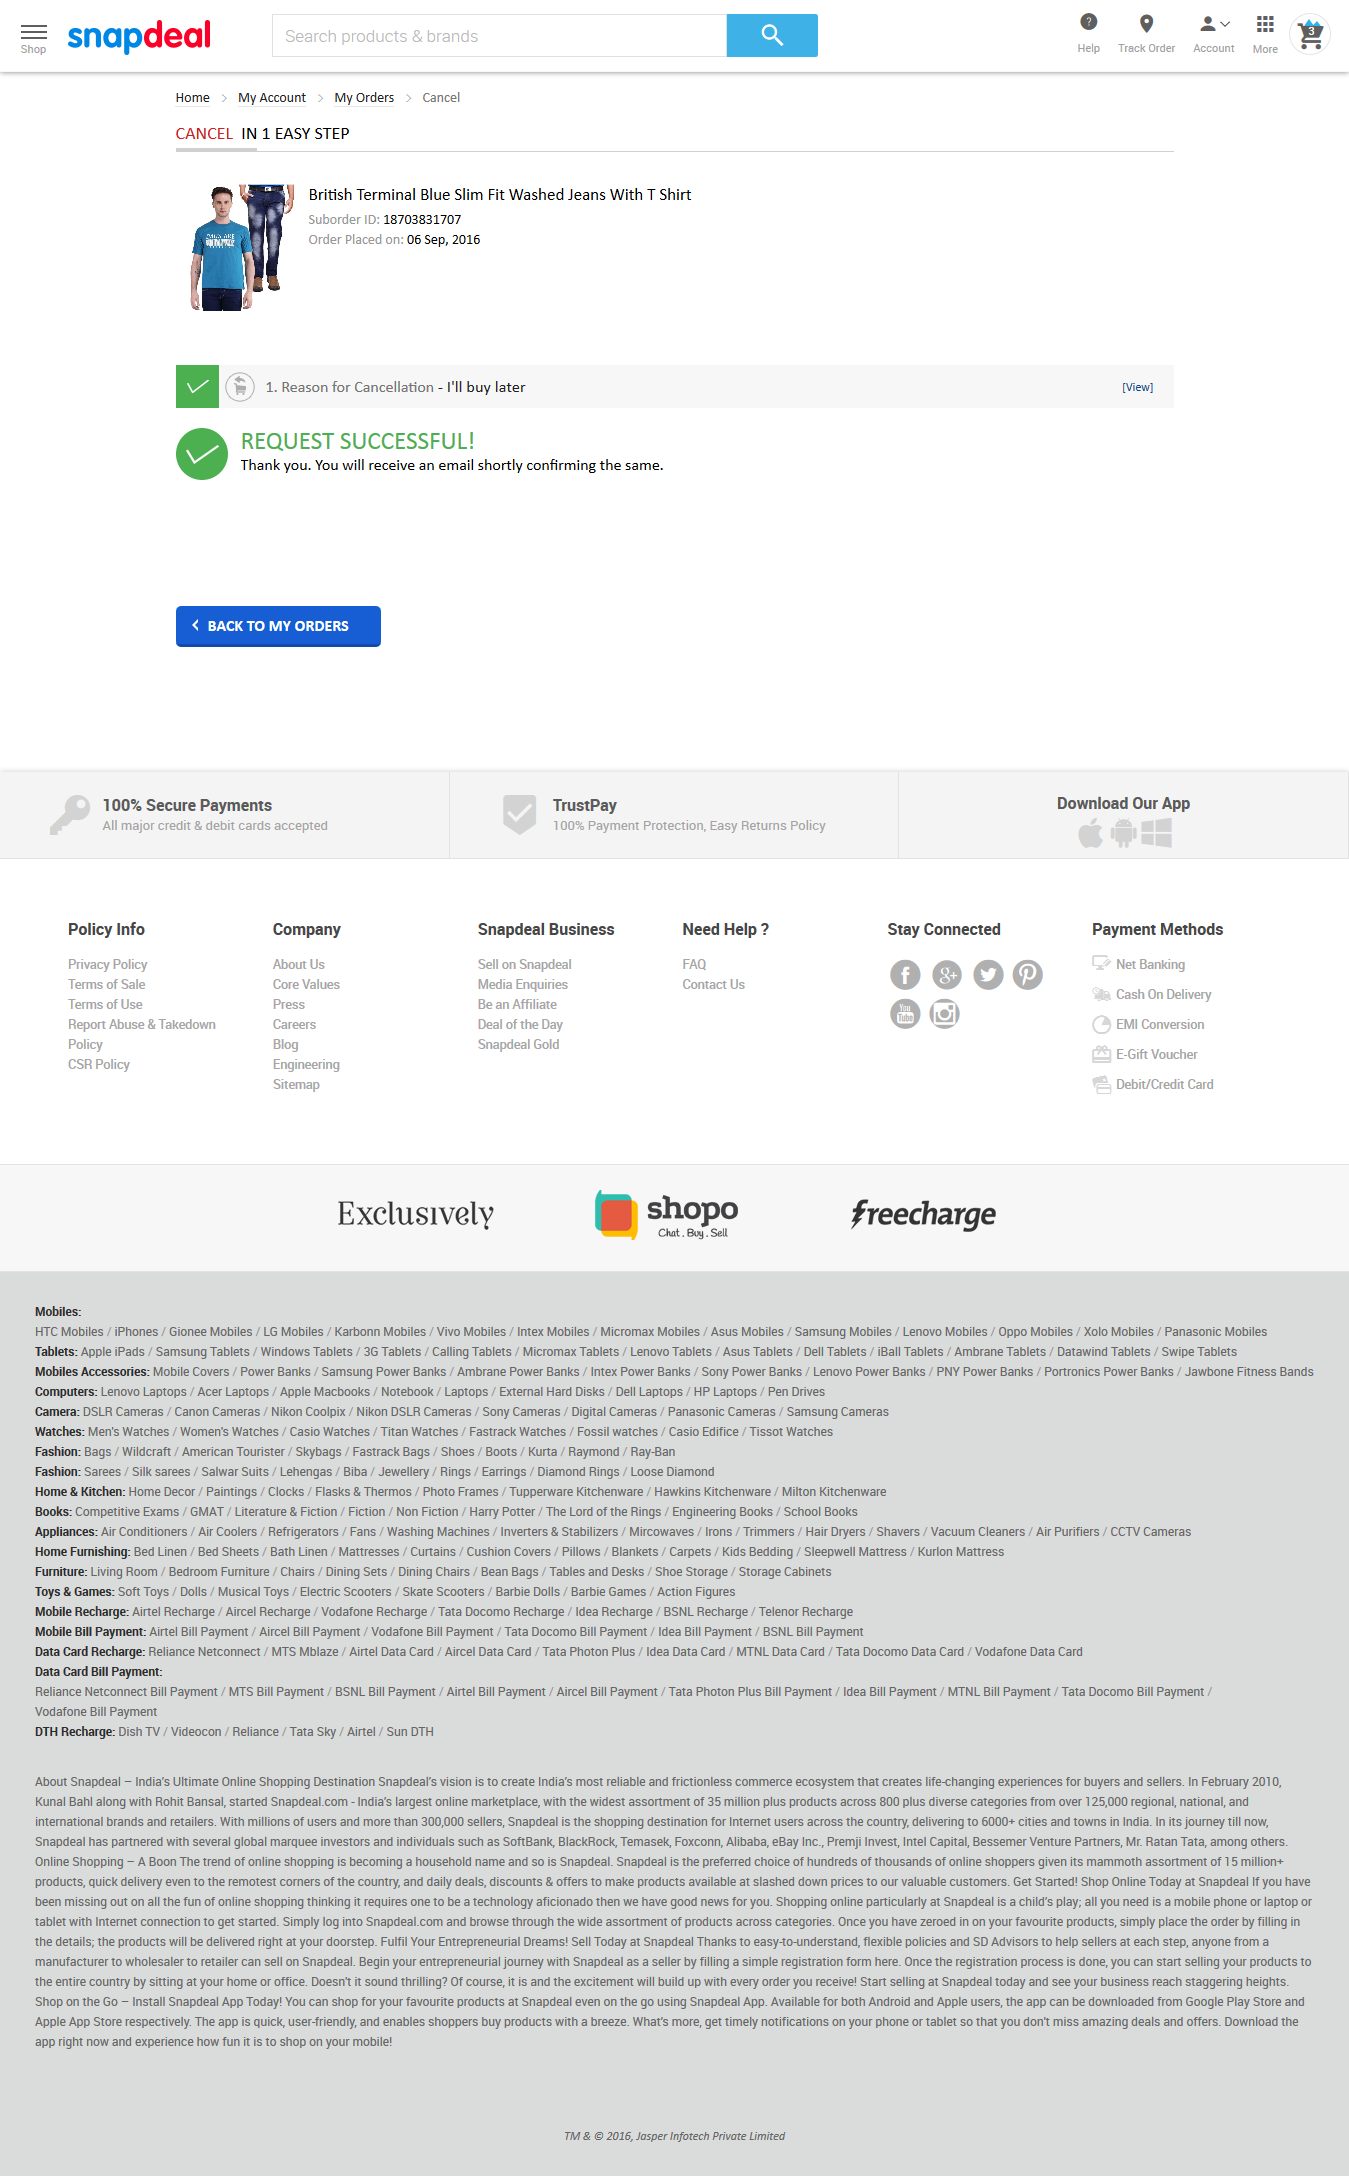 Shop
snapdeal
Search products & brands
Help
Track Order
Account
More
3
Home > My Account > My Orders > Cancel
CANCEL IN 1 EASY STEP
British Terminal Blue Slim Fit Washed Jeans With T Shirt
Suborder ID: 18703831707
Order Placed on: 06 Sep, 2016
1. Reason for Cancellation - I'll buy later
[View]
REQUEST SUCCESSFUL!
Thank you. You will receive an email shortly confirming the same.
BACK TO MY ORDERS
100% Secure Payments
All major credit & debit cards accepted
TrustPay
100% Payment Protection, Easy Returns Policy
Download Our App
Policy Info
Privacy Policy
Terms of Sale
Terms of Use
Report Abuse & Takedown
Policy
CSR Policy
Company
About Us
Core Values
Press
Careers
Blog
Engineering
Sitemap
Snapdeal Business
Sell on Snapdeal
Media Enquiries
Be an Affiliate
Deal of the Day
Snapdeal Gold
Need Help ?
FAQ
Contact Us
Stay Connected
You
Tube
Payment Methods
Net Banking
Cash On Delivery
EMI Conversion
E-Gift Voucher
Debit/Credit Card
Exclusively
shopo
Chat . Buy . Sell
freecharge
Mobiles:
HTC Mobiles / iPhones / Gionee Mobiles / LG Mobiles / Karbonn Mobiles / Vivo Mobiles / Intex Mobiles / Micromax Mobiles / Asus Mobiles / Samsung Mobiles / Lenovo Mobiles / Oppo Mobiles / Xolo Mobiles / Panasonic Mobiles
Tablets: Apple iPads / Samsung Tablets / Windows Tablets / 3G Tablets / Calling Tablets / Micromax Tablets / Lenovo Tablets / Asus Tablets / Dell Tablets / iBall Tablets / Ambrane Tablets / Datawind Tablets / Swipe Tablets
Mobiles Accessories: Mobile Covers / Power Banks / Samsung Power Banks / Ambrane Power Banks / Intex Power Banks / Sony Power Banks / Lenovo Power Banks / PNY Power Banks / Portronics Power Banks / Jawbone Fitness Bands
Computers: Lenovo Laptops / Acer Laptops / Apple Macbooks / Notebook / Laptops / External Hard Disks / Dell Laptops / HP Laptops / Pen Drives
Camera: DSLR Cameras / Canon Cameras / Nikon Coolpix / Nikon DSLR Cameras / Sony Cameras / Digital Cameras / Panasonic Cameras / Samsung Cameras
Watches: Men's Watches / Women's Watches / Casio Watches / Titan Watches / Fastrack Watches / Fossil watches / Casio Edifice / Tissot Watches
Fashion: Bags / Wildcraft / American Tourister / Skybags / Fastrack Bags / Shoes / Boots / Kurta / Raymond / Ray-Ban
Fashion: Sarees / Silk sarees / Salwar Suits / Lehengas / Biba / Jewellery / Rings / Earrings / Diamond Rings / Loose Diamond
Home & Kitchen: Home Decor / Paintings / Clocks / Flasks & Thermos / Photo Frames / Tupperware Kitchenware / Hawkins Kitchenware / Milton Kitchenware
Books: Competitive Exams / GMAT / Literature & Fiction / Fiction / Non Fiction / Harry Potter / The Lord of the Rings / Engineering Books / School Books
Appliances: Air Conditioners / Air Coolers / Refrigerators / Fans / Washing Machines / Inverters & Stabilizers / Mircowaves / Irons / Trimmers / Hair Dryers / Shavers / Vacuum Cleaners / Air Purifiers / CCTV Cameras
Home Furnishing: Bed Linen / Bed Sheets / Bath Linen / Mattresses / Curtains / Cushion Covers / Pillows / Blankets / Carpets / Kids Bedding / Sleepwell Mattress / Kurlon Mattress
Furniture: Living Room / Bedroom Furniture / Chairs / Dining Sets / Dining Chairs / Bean Bags / Tables and Desks / Shoe Storage / Storage Cabinets
Toys & Games: Soft Toys / Dolls / Musical Toys / Electric Scooters / Skate Scooters / Barbie Dolls / Barbie Games / Action Figures
Mobile Recharge: Airtel Recharge / Aircel Recharge / Vodafone Recharge / Tata Docomo Recharge / Idea Recharge / BSNL Recharge / Telenor Recharge
Mobile Bill Payment: Airtel Bill Payment / Aircel Bill Payment / Vodafone Bill Payment / Tata Docomo Bill Payment / Idea Bill Payment / BSNL Bill Payment
Data Card Recharge: Reliance Netconnect / MTS Mblaze / Airtel Data Card / Aircel Data Card / Tata Photon Plus / Idea Data Card / MTNL Data Card / Tata Docomo Data Card / Vodafone Data Card
Data Card Bill Payment:
Reliance Netconnect Bill Payment / MTS Bill Payment / BSNL Bill Payment / Airtel Bill Payment / Aircel Bill Payment / Tata Photon Plus Bill Payment / Idea Bill Payment / MTNL Bill Payment / Tata Docomo Bill Payment /
Vodafone Bill Payment
DTH Recharge: Dish TV / Videocon / Reliance / Tata Sky / Airtel / Sun DTH
About Snapdeal – India's Ultimate Online Shopping Destination Snapdeal's vision is to create India's most reliable and frictionless commerce ecosystem that creates life-changing experiences for buyers and sellers. In February 2010,
Kunal Bahl along with Rohit Bansal, started Snapdeal.com - India's largest online marketplace, with the widest assortment of 35 million plus products across 800 plus diverse categories from over 125,000 regional, national, and
international brands and retailers. With millions of users and more than 300,000 sellers, Snapdeal is the shopping destination for Internet users across the country, delivering to 6000+ cities and towns in India. In its journey till now,
Snapdeal has partnered with several global marquee investors and individuals such as SoftBank, BlackRock, Temasek, Foxconn, Alibaba, eBay Inc., Premji Invest, Intel Capital, Bessemer Venture Partners, Mr. Ratan Tata, among others.
Online Shopping – A Boon The trend of online shopping is becoming a household name and so is Snapdeal. Snapdeal is the preferred choice of hundreds of thousands of online shoppers given its mammoth assortment of 15 million+
products, quick delivery even to the remotest corners of the country, and daily deals, discounts & offers to make products available at slashed down prices to our valuable customers. Get Started! Shop Online Today at Snapdeal If you have
been missing out on all the fun of online shopping thinking it requires one to be a technology aficionado then we have good news for you. Shopping online particularly at Snapdeal is a child's play; all you need is a mobile phone or laptop or
tablet with Internet connection to get started. Simply log into Snapdeal.com and browse through the wide assortment of products across categories. Once you have zeroed in on your favourite products, simply place the order by filling in
the details; the products will be delivered right at your doorstep. Fulfil Your Entrepreneurial Dreams! Sell Today at Snapdeal Thanks to easy-to-understand, flexible policies and SD Advisors to help sellers at each step, anyone from a
manufacturer to wholesaler to retailer can sell on Snapdeal. Begin your entrepreneurial journey with Snapdeal as a seller by filling a simple registration form here. Once the registration process is done, you can start selling your products to
the entire country by sitting at your home or office. Doesn't it sound thrilling? Of course, it is and the excitement will build up with every order you receive! Start selling at Snapdeal today and see your business reach staggering heights.
Shop on the Go – Install Snapdeal App Today! You can shop for your favourite products at Snapdeal even on the go using Snapdeal App. Available for both Android and Apple users, the app can be downloaded from Google Play Store and
Apple App Store respectively. The app is quick, user-friendly, and enables shoppers buy products with a breeze. What's more, get timely notifications on your phone or tablet so that you don't miss amazing deals and offers. Download the
app right now and experience how fun it is to shop on your mobile!
TM & © 2016, Jasper Infotech Private Limited